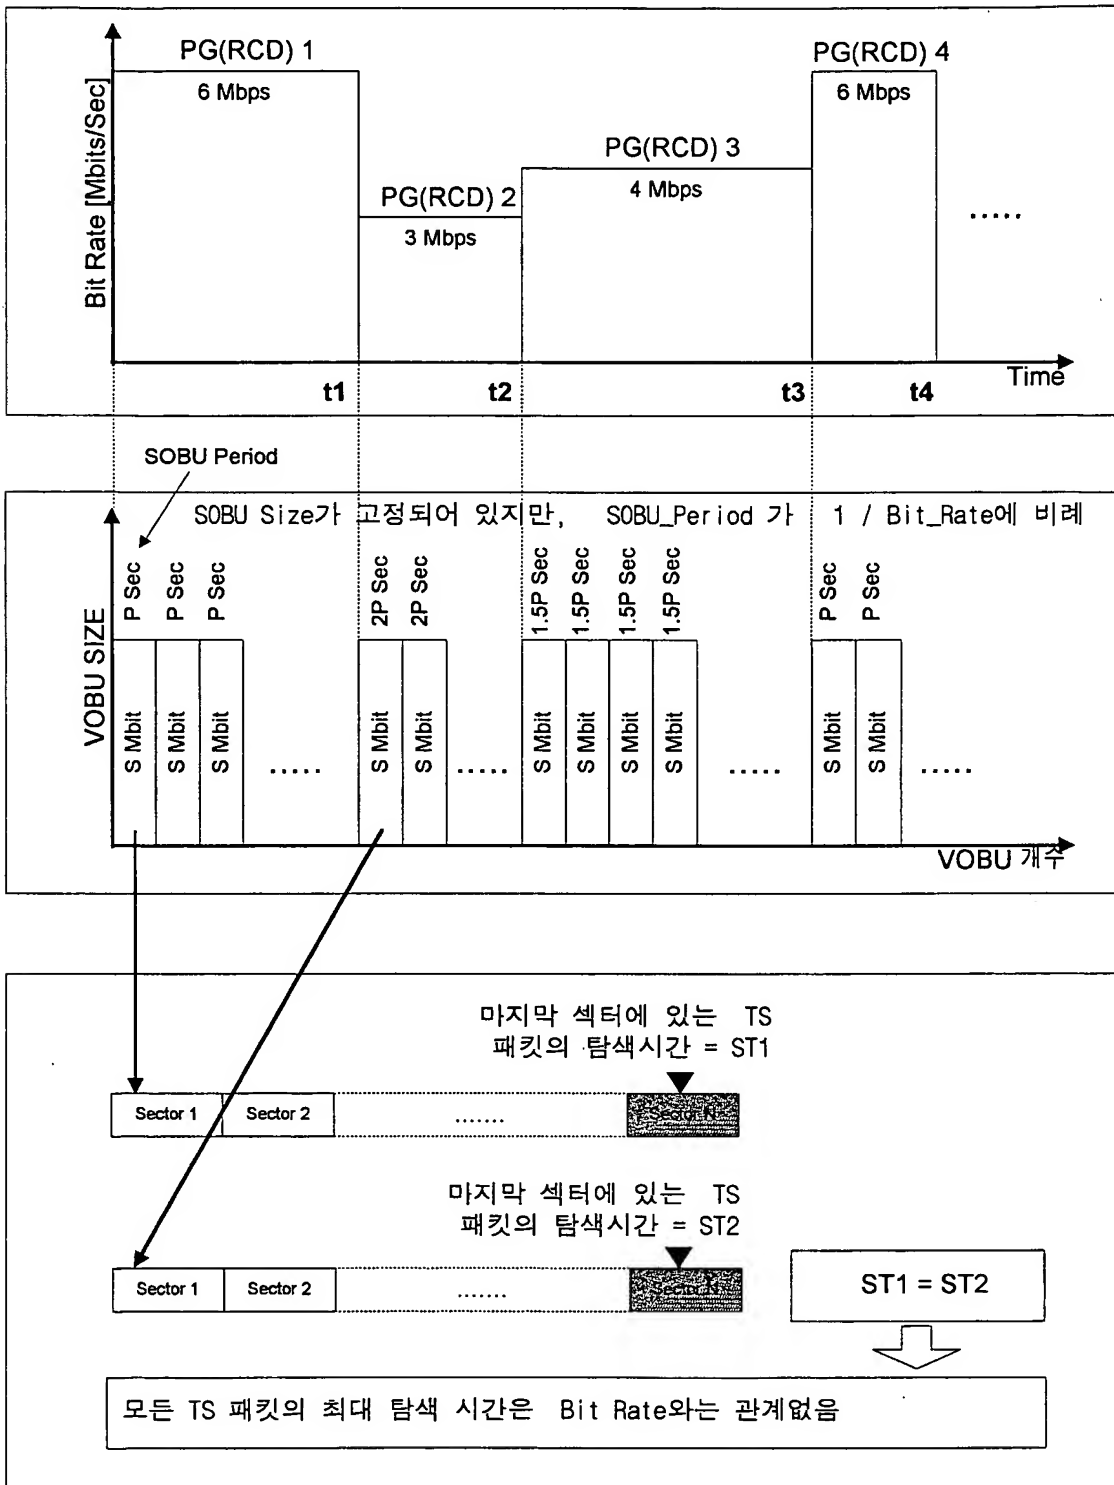 PG(RCD) 1
6 Mbps
PG(RCD) 2
3 Mbps
PG(RCD) 3
4 Mbps
PG(RCD) 4
6 Mbps
.....
Bit Rate [Mbits/Sec]
t1
t2
t3
t4
Time
SOBU Period
SOBU Size가 고정되어 있지만, SOBU_Period 가 1 / Bit_Rate에 비례
P Sec
P Sec
P Sec
2P Sec
2P Sec
1.5P Sec
1.5P Sec
1.5P Sec
1.5P Sec
P Sec
P Sec
VOBU SIZE
S Mbit
S Mbit
S Mbit
.....
S Mbit
S Mbit
.....
S Mbit
S Mbit
S Mbit
S Mbit
.....
S Mbit
S Mbit
.....
VOBU 개수
마지막 섹터에 있는 TS
패킷의 탐색시간 = ST1
Sector 1
Sector 2
.......
Sector N
마지막 섹터에 있는 TS
패킷의 탐색시간 = ST2
Sector 1
Sector 2
.......
Sector N
ST1 = ST2
모든 TS 패킷의 최대 탐색 시간은 Bit Rate와는 관계없음